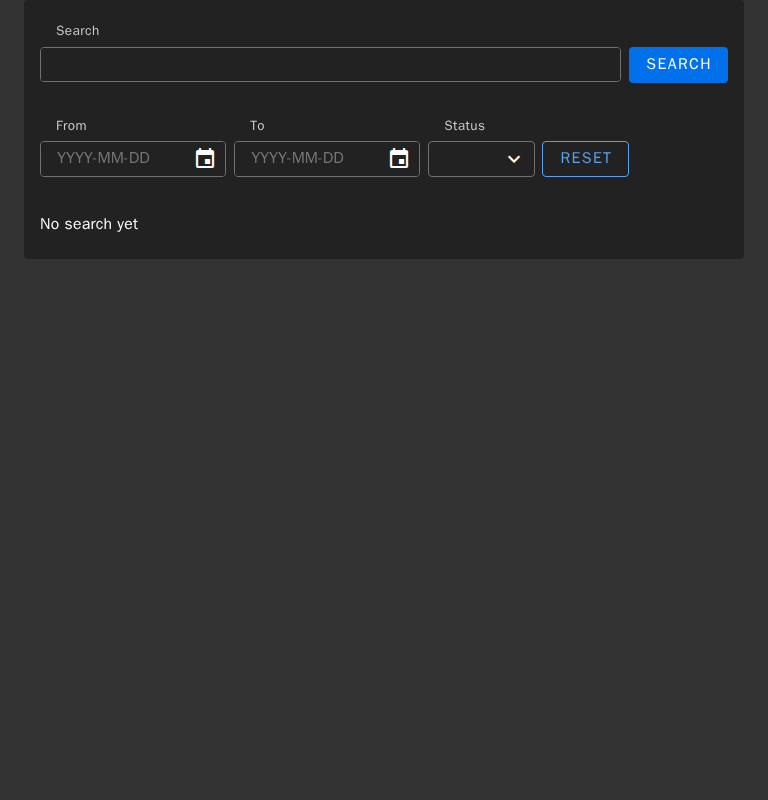 Search
SEARCH
From To Status
YYYY-MM-DD YYYY-MM-DD RESET
No search yet